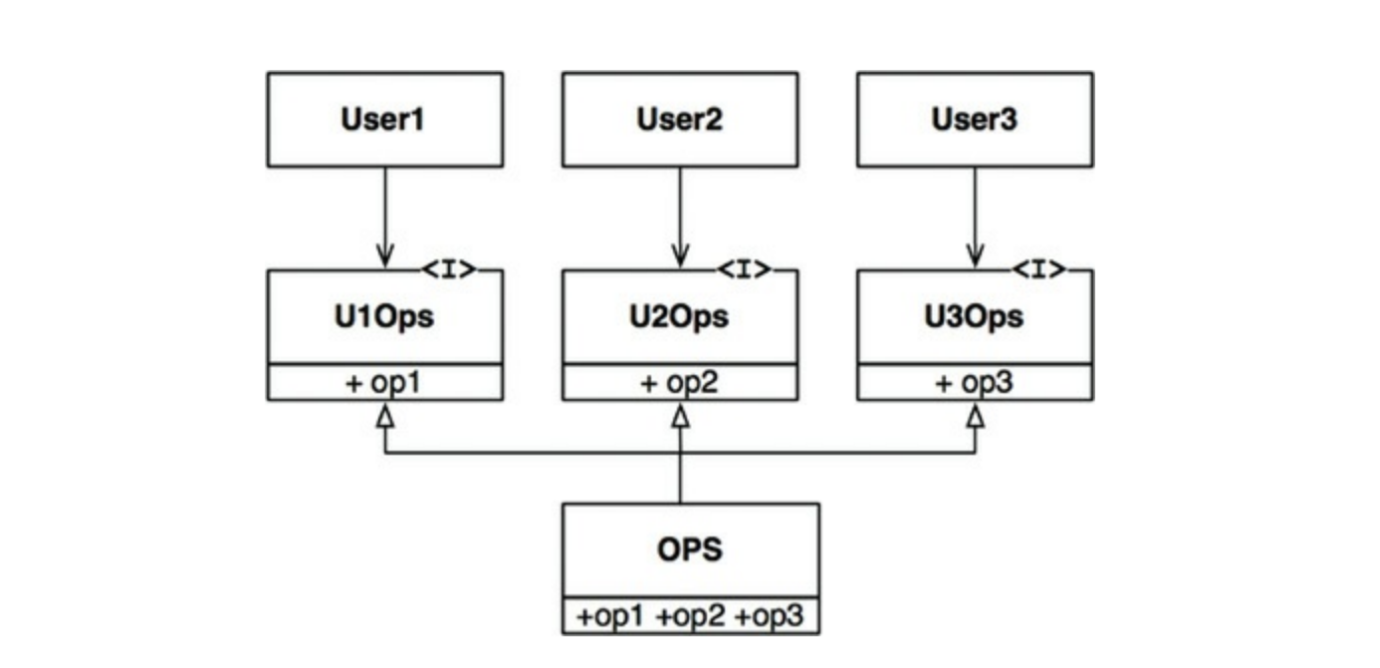 User1 User2 User3
<I> <I> <I>
U1Ops U2Ops U3Ops
+ op1 + op2 + op3
OPS
+op1 +op2 +op3